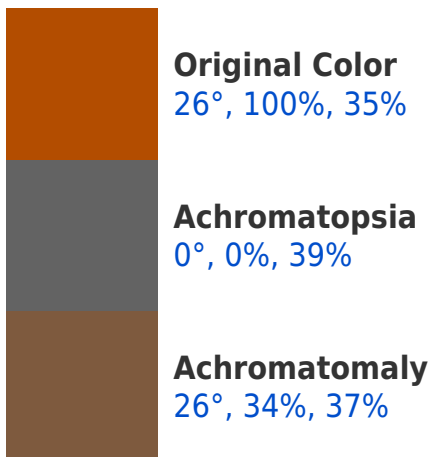 Original Color
26°, 100%, 35%
Achromatopsia
0°, 0%, 39%
Achromatomaly
26°, 34%, 37%